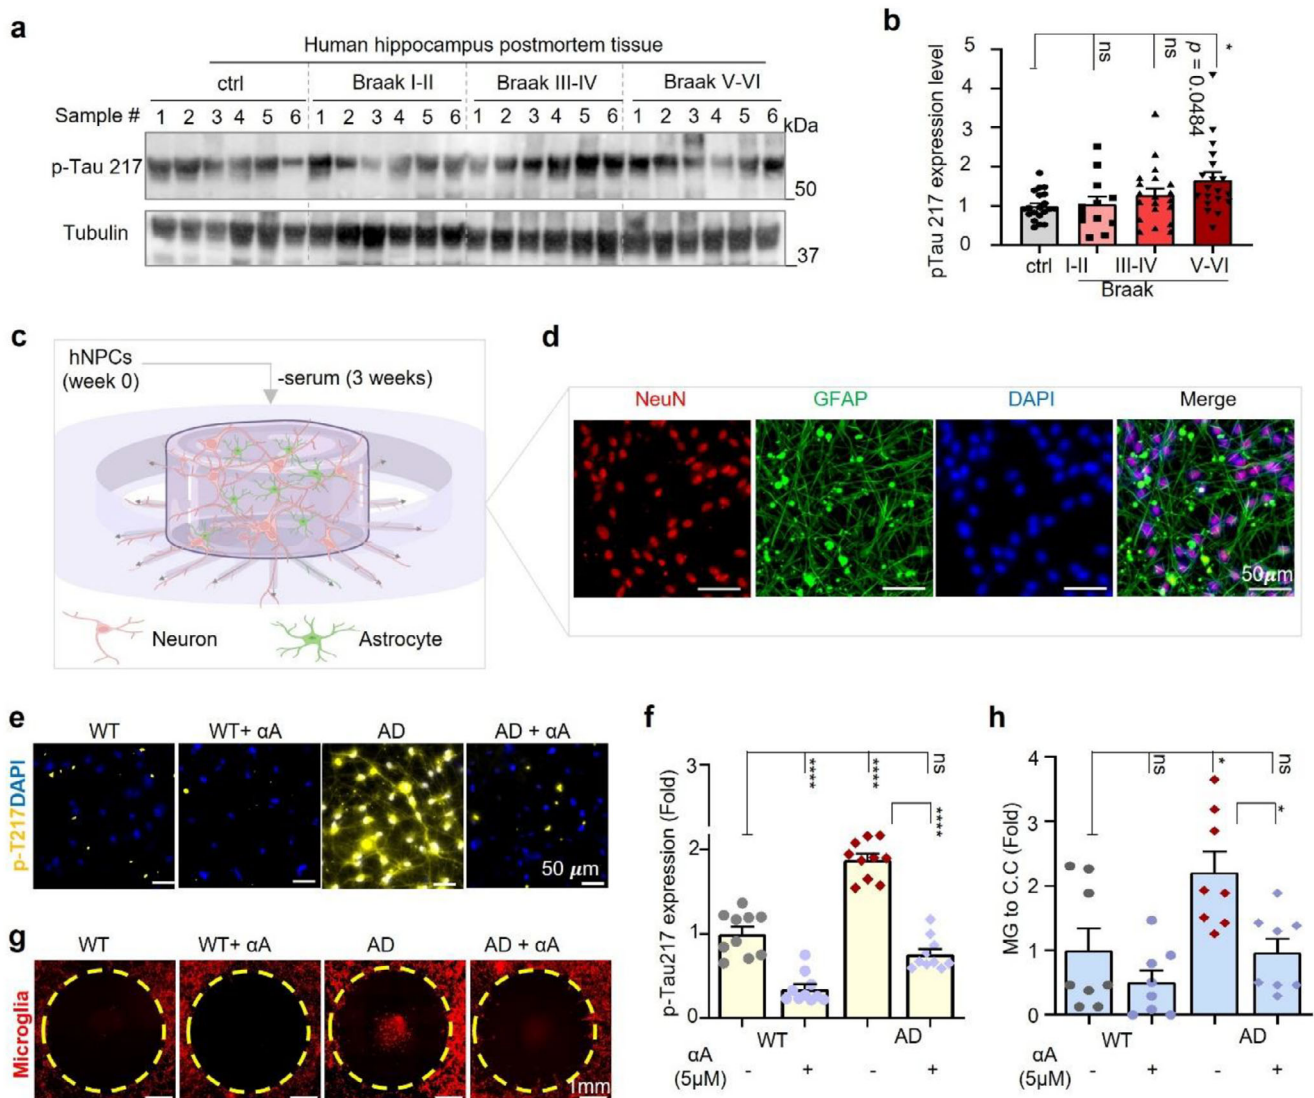 a
Human hippocampus postmortem tissue
ctrl Braak I-II Braak III-IV Braak V-VI
Sample # 1 2 3 4 5 6 1 2 3 4 5 6 1 2 3 4 5 6 1 2 3 4 5 6
kDa
p-Tau 217
50
Tubulin
37
b
pTau 217 expression level
5
4
3
2
1
0
ns
ns
p = 0.0484
*
ctrl I-II III-IV V-VI
Braak
c
hNPCs
(week 0)
-serum (3 weeks)
Neuron
Astrocyte
d
NeuN GFAP DAPI Merge
50μm
e
WT WT+ αA AD AD + αA
p-T217DAPI
50 μm
f
p-Tau217 expression (Fold)
3
2
1
0
****
****
ns
****
WT AD
αA
(5μM)
- + - +
g
WT WT+ αA AD AD + αA
Microglia
1mm
h
MG to C.C (Fold)
4
3
2
1
0
ns
*
ns
*
WT AD
αA
(5μM)
- + - +